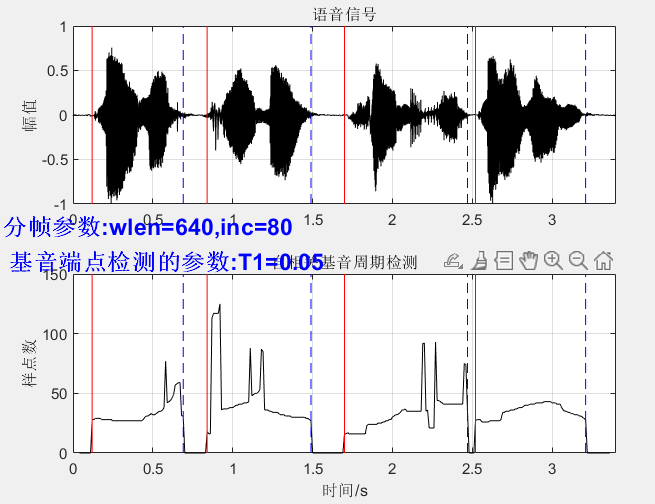 语音信号
1
0.5
0
-0.5
-1
幅值
0 0.5 1 1.5 2 2.5 3
分帧参数:wlen=640,inc=80
基音端点检测的参数:T1=0.05
基音周期检测
150
100
50
0
样点数
0 0.5 1 1.5 2 2.5 3
时间/s